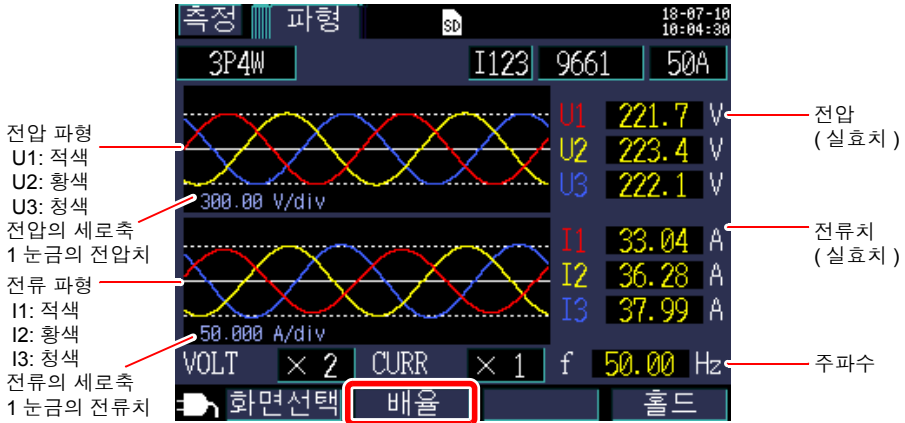 측정 파형 SD 18-07-10
10:04:30
3P4W I123 9661 50A
전압 파형
U1: 적색
U2: 황색
U3: 청색
전압의 세로축
1 눈금의 전압치
300.00 V/div
U1 221.7 V
U2 223.4 V
U3 222.1 V
전압
( 실효치 )
전류 파형
I1: 적색
I2: 황색
I3: 청색
전류의 세로축
1 눈금의 전류치
50.000 A/div
I1 33.04 A
I2 36.28 A
I3 37.99 A
전류치
( 실효치 )
VOLT × 2 CURR × 1 f 50.00 Hz
주파수
화면선택 배율 홀드